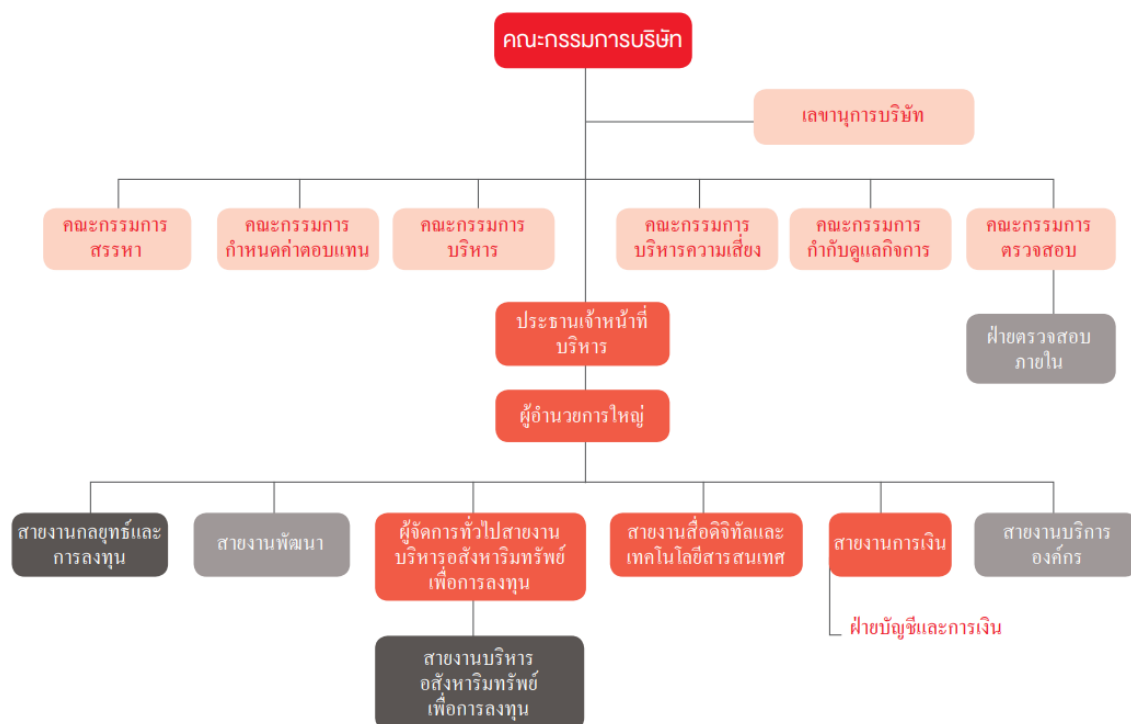 คณะกรรมการบริษัท
เลขานุการบริษัท
คณะกรรมการ
สรรหา
คณะกรรมการ
กำหนดค่าตอบแทน
คณะกรรมการ
บริหาร
คณะกรรมการ
บริหารความเสี่ยง
คณะกรรมการ
กำกับดูแลกิจการ
คณะกรรมการ
ตรวจสอบ
ประธานเจ้าหน้าที่
บริหาร
ฝ่ายตรวจสอบ
ภายใน
ผู้อำนวยการใหญ่
สายงานกลยุทธ์และ
การลงทุน
สายงานพัฒนา
ผู้จัดการทั่วไปสายงาน
บริหารอสังหาริมทรัพย์
เพื่อการลงทุน
สายงานสื่อดิจิทัลและ
เทคโนโลยีสารสนเทศ
สายงานการเงิน
สายงานบริการ
องค์กร
ฝ่ายบัญชีและการเงิน
สายงานบริหาร
อสังหาริมทรัพย์
เพื่อการลงทุน